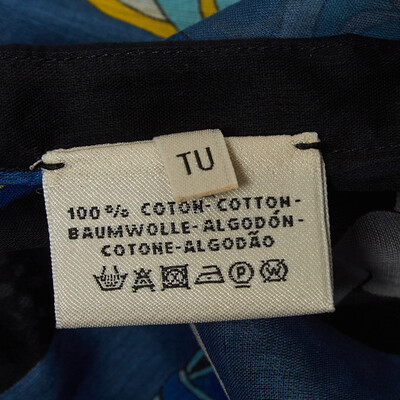 TU
100% COTON-COTTON-
BAUMWOLLE-ALGODÓN-
COTONE-ALGODÃO